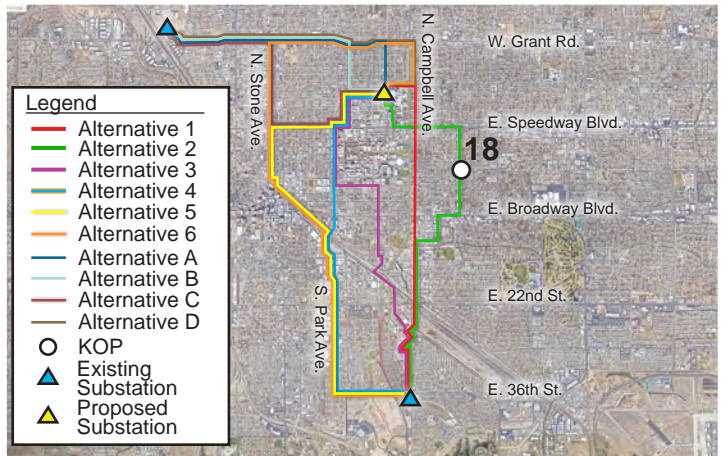 W. Grant Rd.
N. Campbell Ave.
N. Stone Ave.
Legend
Alternative 1
Alternative 2
Alternative 3
Alternative 4
Alternative 5
Alternative 6
Alternative A
Alternative B
Alternative C
Alternative D
KOP
Existing
Substation
Proposed
Substation
E. Speedway Blvd.
18
E. Broadway Blvd.
E. 22nd St.
S. Park Ave.
E. 36th St.